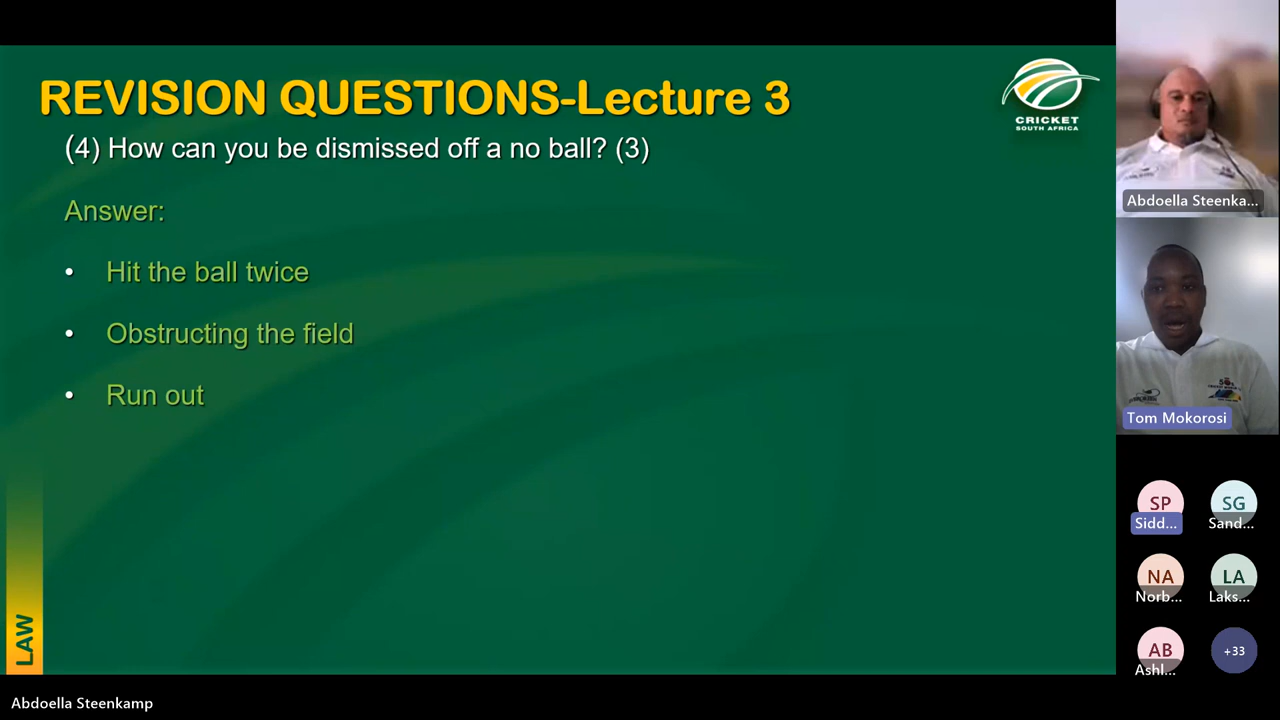 REVISION QUESTIONS-Lecture 3
(4) How can you be dismissed off a no ball? (3)
Answer:
• Hit the ball twice
• Obstructing the field
• Run out
LAW
CRICKET
SOUTH AFRICA
Abdoella Steenka...
Tom Mokorosi
SP
Sidd...
SG
Sand...
NA
Norb...
LA
Laks...
AB
Ashl...
+33
Abdoella Steenkamp